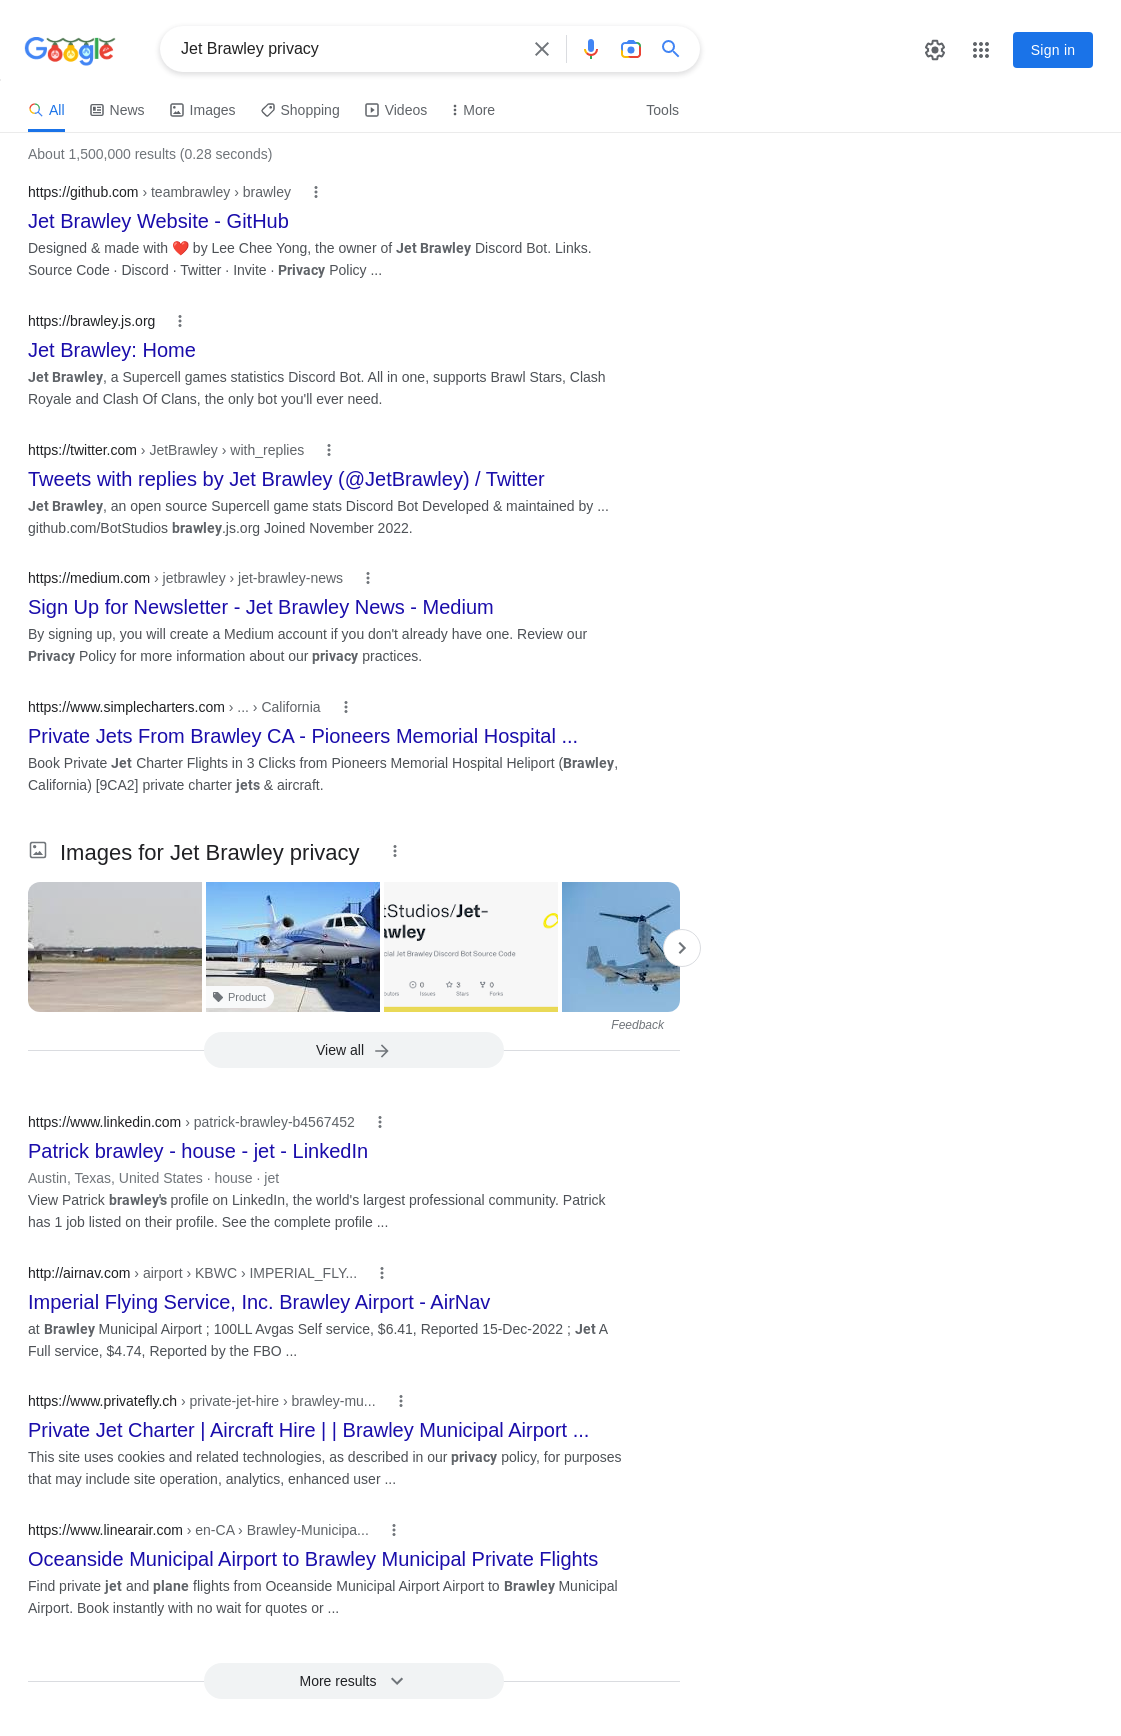 Google
Jet Brawley privacy
Sign in
All
News
Images
Shopping
Videos
More
Tools
About 1,500,000 results (0.28 seconds)
https://github.com › teambrawley › brawley
Jet Brawley Website - GitHub
Designed & made with ❤️ by Lee Chee Yong, the owner of Jet Brawley Discord Bot. Links.
Source Code · Discord · Twitter · Invite · Privacy Policy ...
https://brawley.js.org
Jet Brawley: Home
Jet Brawley, a Supercell games statistics Discord Bot. All in one, supports Brawl Stars, Clash
Royale and Clash Of Clans, the only bot you'll ever need.
https://twitter.com › JetBrawley › with_replies
Tweets with replies by Jet Brawley (@JetBrawley) / Twitter
Jet Brawley, an open source Supercell game stats Discord Bot Developed & maintained by ...
github.com/BotStudios brawley.js.org Joined November 2022.
https://medium.com › jetbrawley › jet-brawley-news
Sign Up for Newsletter - Jet Brawley News - Medium
By signing up, you will create a Medium account if you don't already have one. Review our
Privacy Policy for more information about our privacy practices.
https://www.simplecharters.com › ... › California
Private Jets From Brawley CA - Pioneers Memorial Hospital ...
Book Private Jet Charter Flights in 3 Clicks from Pioneers Memorial Hospital Heliport (Brawley,
California) [9CA2] private charter jets & aircraft.
Images for Jet Brawley privacy
tStudios/Jet-
awley
cial Jet Brawley Discord Bot Source Code
0 3 0
butors Issues Stars Forks
Product
Feedback
View all
https://www.linkedin.com › patrick-brawley-b4567452
Patrick brawley - house - jet - LinkedIn
Austin, Texas, United States · house · jet
View Patrick brawley's profile on LinkedIn, the world's largest professional community. Patrick
has 1 job listed on their profile. See the complete profile ...
http://airnav.com › airport › KBWC › IMPERIAL_FLY...
Imperial Flying Service, Inc. Brawley Airport - AirNav
at Brawley Municipal Airport ; 100LL Avgas Self service, $6.41, Reported 15-Dec-2022 ; Jet A
Full service, $4.74, Reported by the FBO ...
https://www.privatefly.ch › private-jet-hire › brawley-mu...
Private Jet Charter | Aircraft Hire | | Brawley Municipal Airport ...
This site uses cookies and related technologies, as described in our privacy policy, for purposes
that may include site operation, analytics, enhanced user ...
https://www.linearair.com › en-CA › Brawley-Municipa...
Oceanside Municipal Airport to Brawley Municipal Private Flights
Find private jet and plane flights from Oceanside Municipal Airport Airport to Brawley Municipal
Airport. Book instantly with no wait for quotes or ...
More results